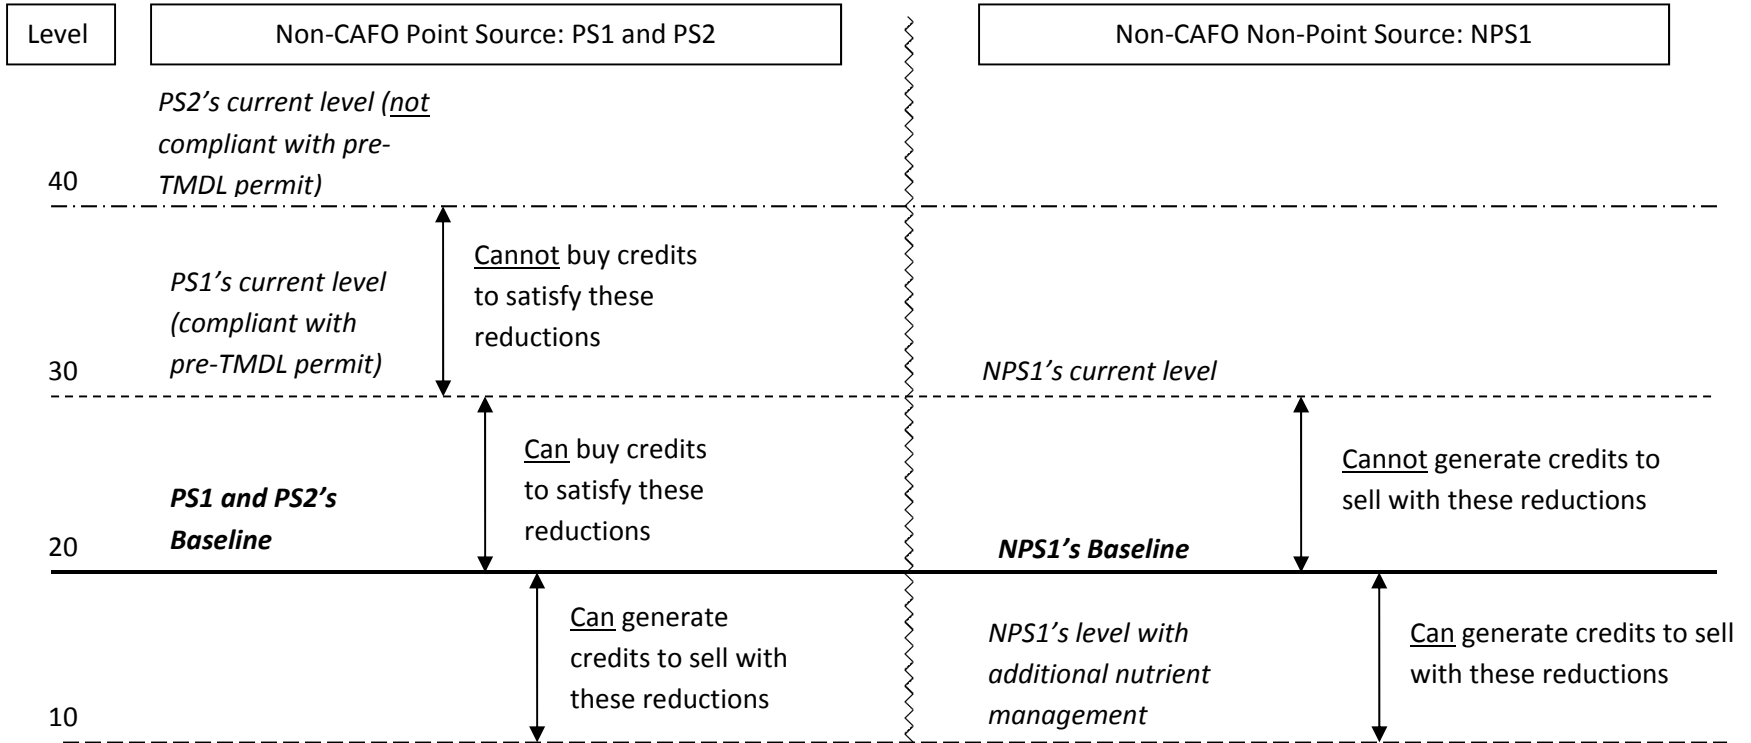 Level
Non-CAFO Point Source: PS1 and PS2
Non-CAFO Non-Point Source: NPS1
PS2’s current level (not
compliant with pre-
TMDL permit)
40
Cannot buy credits
to satisfy these
reductions
PS1’s current level
(compliant with
pre-TMDL permit)
30
NPS1’s current level
Can buy credits
to satisfy these
reductions
Cannot generate credits to
sell with these reductions
PS1 and PS2’s
Baseline
20
NPS1’s Baseline
Can generate
credits to sell with
these reductions
NPS1’s level with
additional nutrient
management
Can generate credits to sell
with these reductions
10